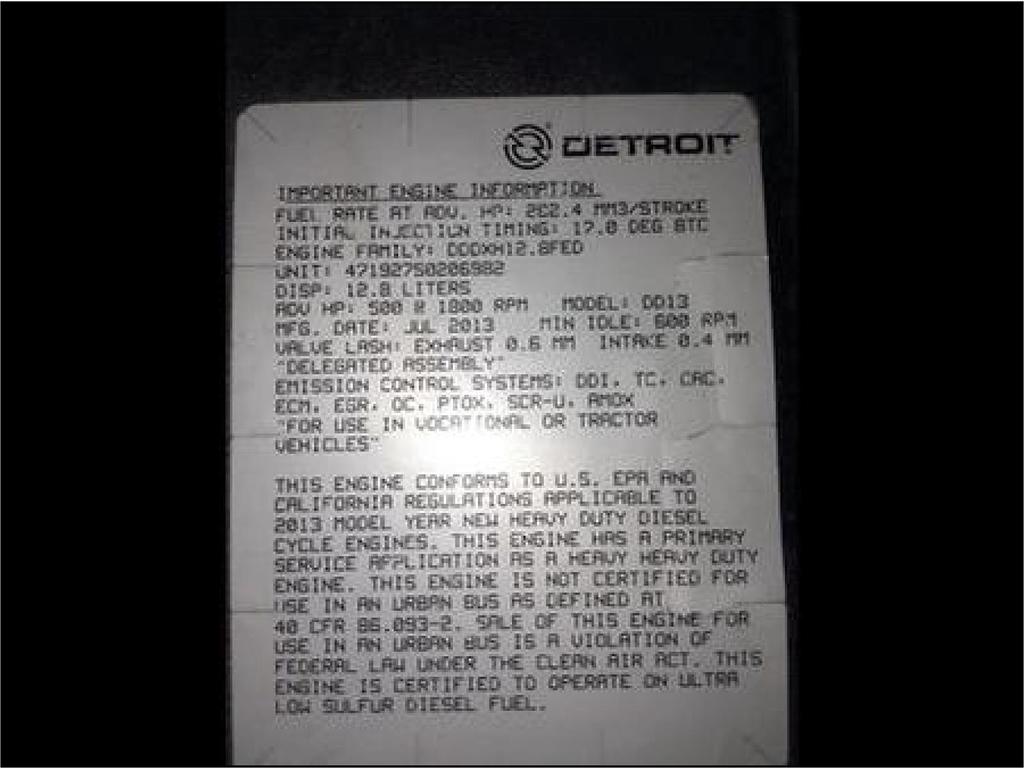 DETROIT
IMPORTANT ENGINE INFORMATION
FUEL RATE AT ADV. HP: 262.4 MM3/STROKE
INITIAL INJECTION TIMING: 17.0 DEG BTC
ENGINE FAMILY: DDDXH12.8FED
UNIT: 471927S0206982
DISP: 12.8 LITERS
ADV HP: 500 @ 1800 RPM MODEL: DD13
MFG. DATE: JUL 2013 MIN IDLE: 600 RPM
VALVE LASH: EXHAUST 0.6 MM INTAKE 0.4 MM
"DELEGATED ASSEMBLY"
EMISSION CONTROL SYSTEMS: DDI, TC, CAC,
ECM, EGR, OC, PTOX, SCR-U, AMOX
"FOR USE IN VOCATIONAL OR TRACTOR
VEHICLES"
THIS ENGINE CONFORMS TO U.S. EPA AND
CALIFORNIA REGULATIONS APPLICABLE TO
2013 MODEL YEAR NEW HEAVY DUTY DIESEL
CYCLE ENGINES. THIS ENGINE HAS A PRIMARY
SERVICE APPLICATION AS A HEAVY HEAVY DUTY
ENGINE. THIS ENGINE IS NOT CERTIFIED FOR
USE IN AN URBAN BUS AS DEFINED AT
40 CFR 86.093-2. SALE OF THIS ENGINE FOR
USE IN AN URBAN BUS IS A VIOLATION OF
FEDERAL LAW UNDER THE CLEAN AIR ACT. THIS
ENGINE IS CERTIFIED TO OPERATE ON ULTRA
LOW SULFUR DIESEL FUEL.